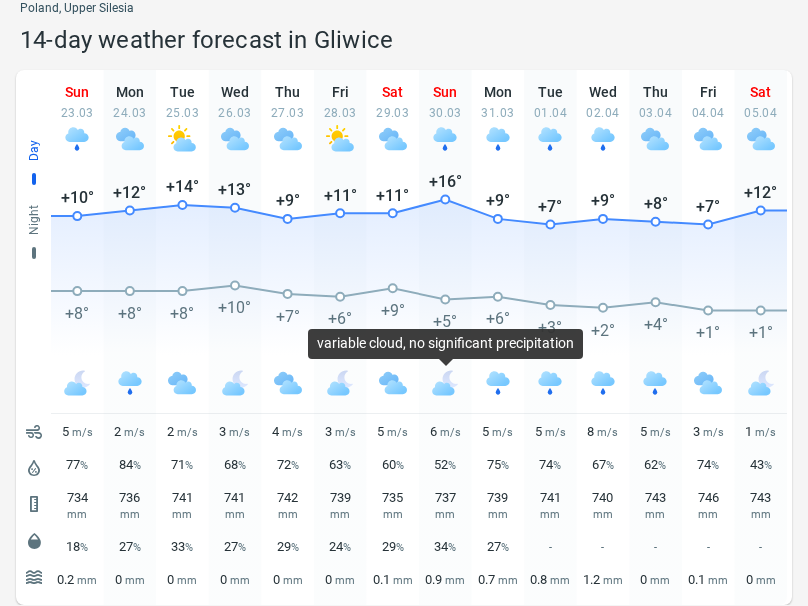 Poland, Upper Silesia
14-day weather forecast in Gliwice
Sun Mon Tue Wed Thu Fri Sat Sun Mon Tue Wed Thu Fri Sat
23.03 24.03 25.03 26.03 27.03 28.03 29.03 30.03 31.03 01.04 02.04 03.04 04.04 05.04
Day
+10° +12° +14° +13° +9° +11° +11° +16° +9° +7° +9° +8° +7° +12°
Night
+8° +8° +8° +10° +7° +6° +9° +5° +6° +3° +2° +4° +1° +1°
variable cloud, no significant precipitation
5 m/s 2 m/s 2 m/s 3 m/s 4 m/s 3 m/s 5 m/s 6 m/s 5 m/s 5 m/s 8 m/s 5 m/s 3 m/s 1 m/s
77% 84% 71% 68% 72% 63% 60% 52% 75% 74% 67% 62% 74% 43%
734 736 741 741 742 739 735 737 739 741 740 743 746 743
mm mm mm mm mm mm mm mm mm mm mm mm mm mm
18% 27% 33% 27% 29% 24% 29% 34% 27% - - - - -
0.2 mm 0 mm 0 mm 0 mm 0 mm 0 mm 0.1 mm 0.9 mm 0.7 mm 0.8 mm 1.2 mm 0 mm 0.1 mm 0 mm